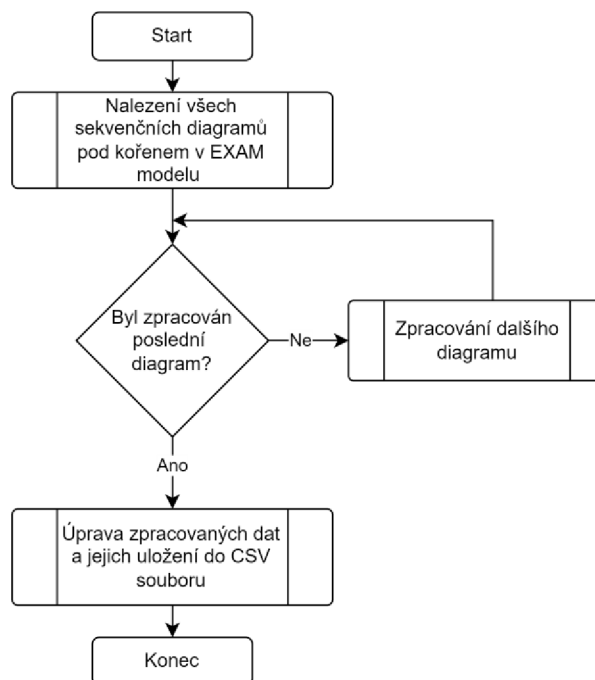 Start
Nalezení všech
sekvenčních diagramů
pod kořenem v EXAM
modelu
Byl zpracován
poslední
diagram?
Ne
Zpracování dalšího
diagramu
Ano
Úprava zpracovaných dat
a jejich uložení do CSV
souboru
Konec